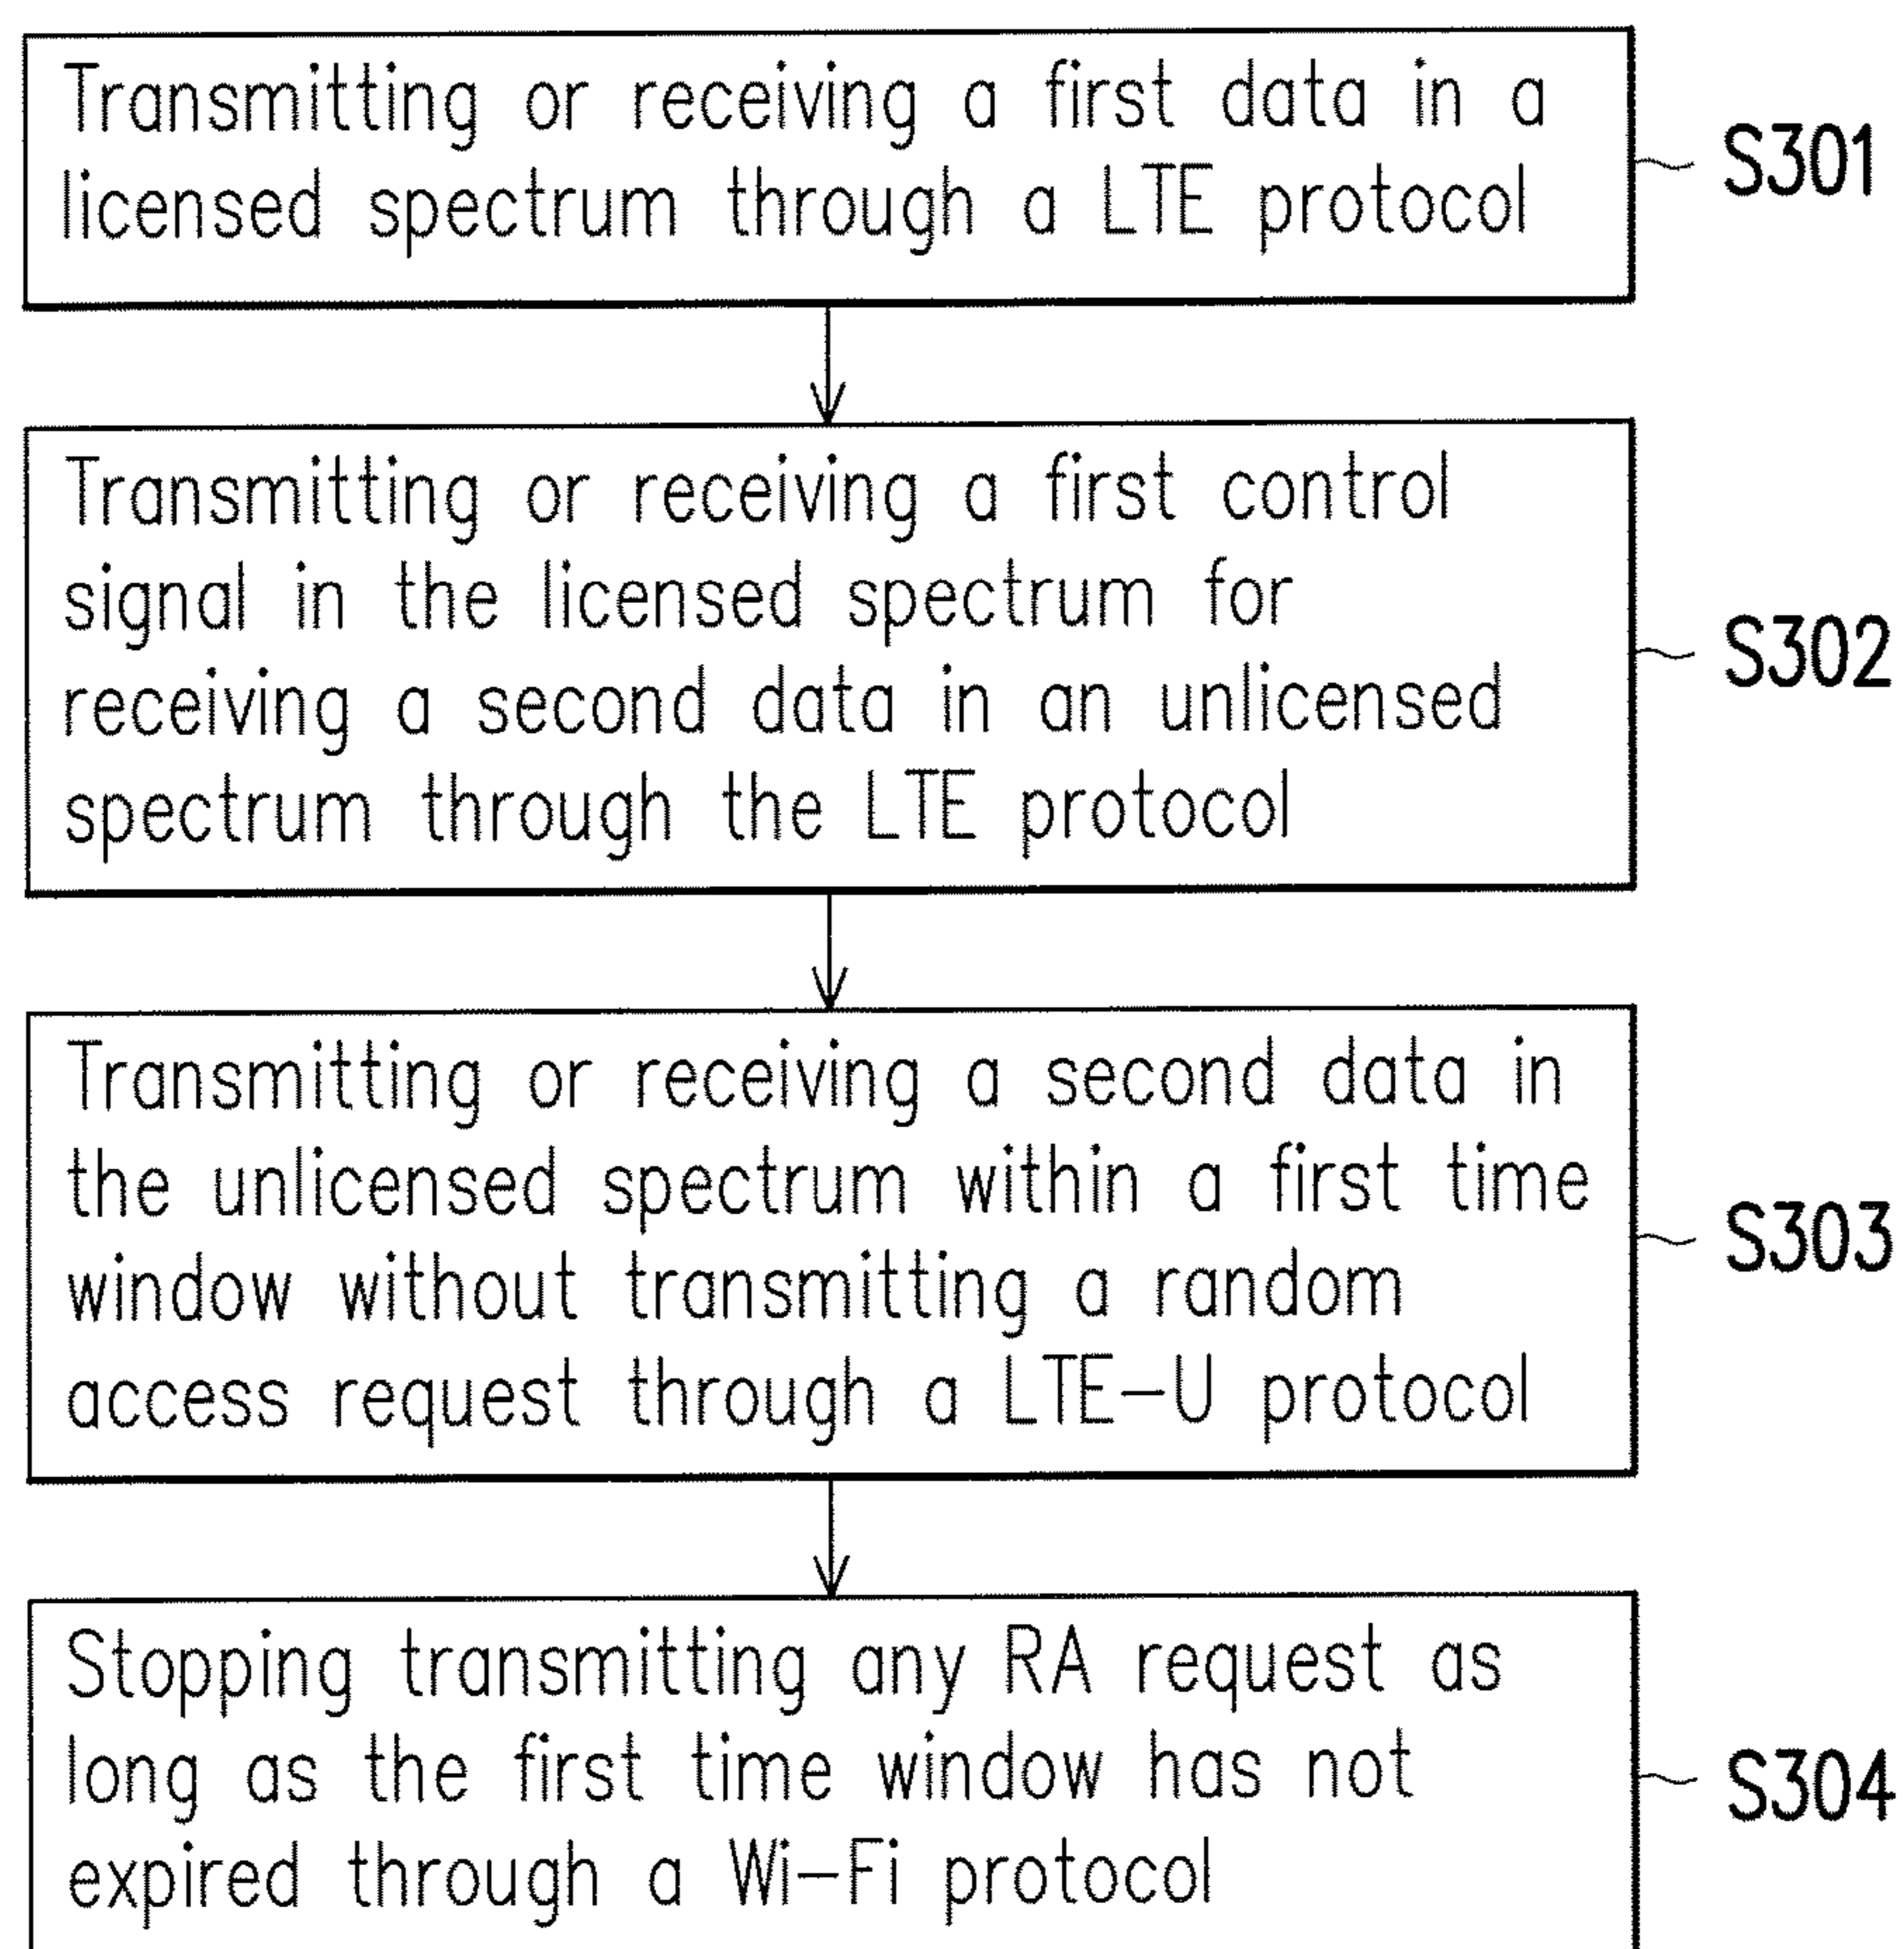 Transmitting or receiving a first data in a
licensed spectrum through a LTE protocol
S301
Transmitting or receiving a first control
signal in the licensed spectrum for
receiving a second data in an unlicensed
spectrum through the LTE protocol
S302
Transmitting or receiving a second data in
the unlicensed spectrum within a first time
window without transmitting a random
access request through a LTE-U protocol
S303
Stopping transmitting any RA request as
long as the first time window has not
expired through a Wi-Fi protocol
S304